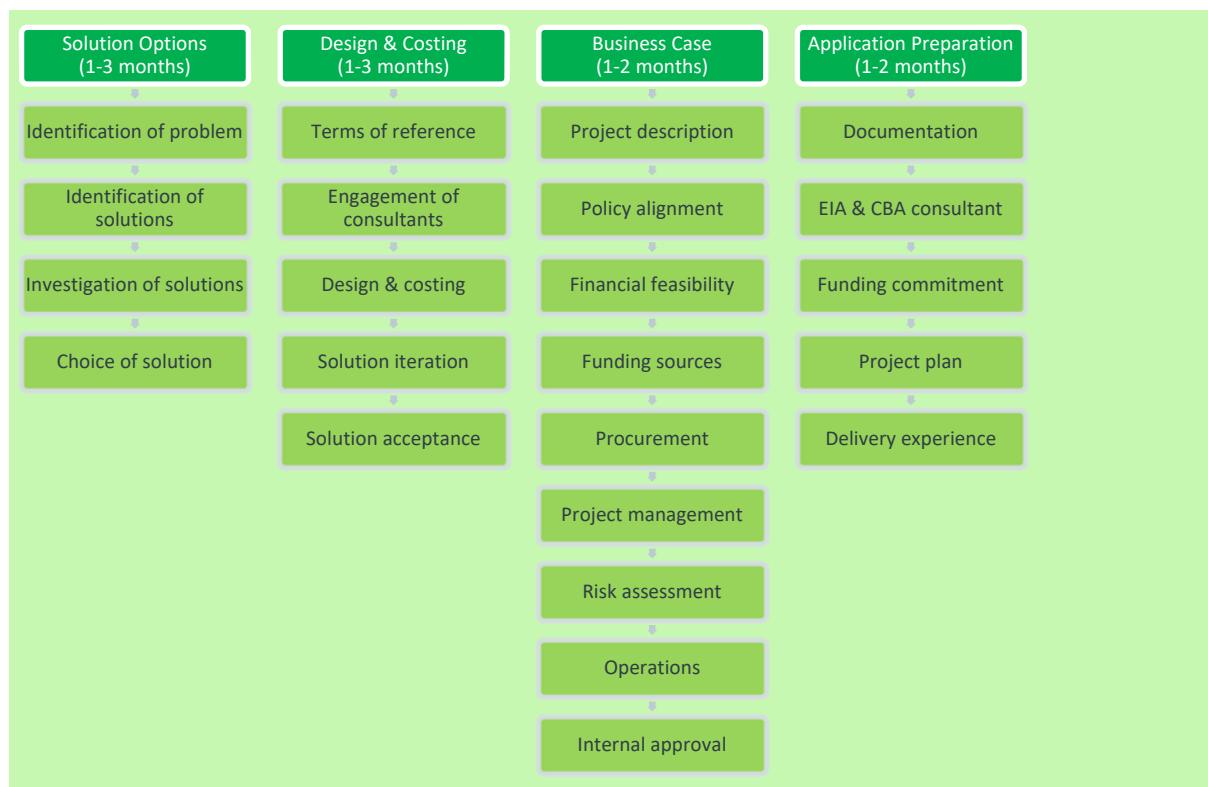 Solution Options
(1-3 months)
Identification of problem
Identification of
solutions
Investigation of solutions
Choice of solution
Design & Costing
(1-3 months)
Terms of reference
Engagement of
consultants
Design & costing
Solution iteration
Solution acceptance
Business Case
(1-2 months)
Project description
Policy alignment
Financial feasibility
Funding sources
Procurement
Project management
Risk assessment
Operations
Internal approval
Application Preparation
(1-2 months)
Documentation
EIA & CBA consultant
Funding commitment
Project plan
Delivery experience